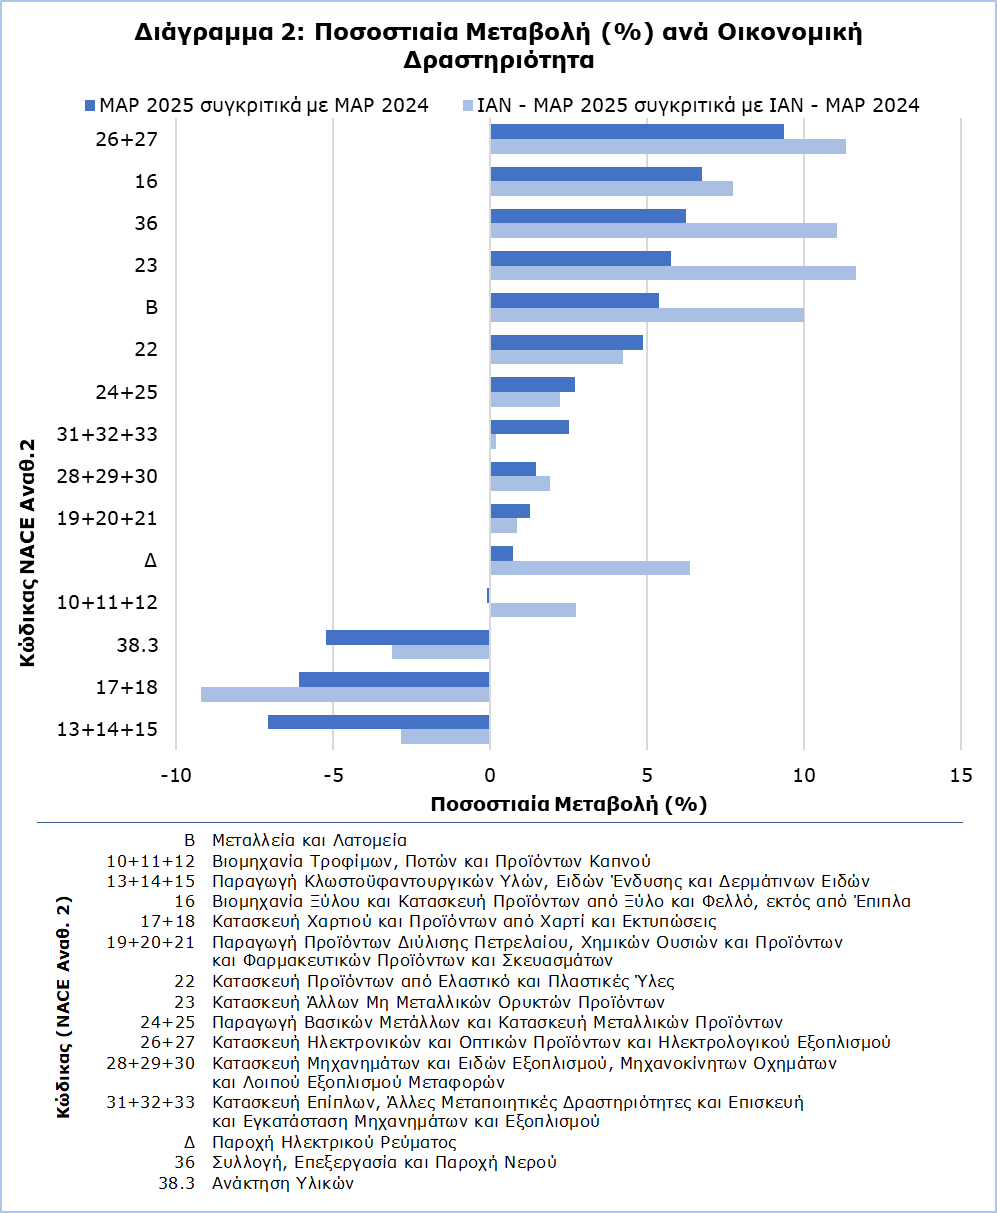 Διάγραμμα 2: Ποσοστιαία Μεταβολή (%) ανά Οικονομική
Δραστηριότητα
ΜΑΡ 2025 συγκριτικά με ΜΑΡ 2024
ΙΑΝ - ΜΑΡ 2025 συγκριτικά με ΙΑΝ - ΜΑΡ 2024
Κώδικας NACE Αναθ.2
26+27
16
36
23
Β
22
24+25
31+32+33
28+29+30
19+20+21
Δ
10+11+12
38.3
17+18
13+14+15
-10 -5 0 5 10 15
Ποσοστιαία Μεταβολή (%)
Κώδικας (NACE Αναθ. 2)
Β Μεταλλεία και Λατομεία
10+11+12 Βιομηχανία Τροφίμων, Ποτών και Προϊόντων Καπνού
13+14+15 Παραγωγή Κλωστοϋφαντουργικών Υλών, Ειδών Ένδυσης και Δερμάτινων Ειδών
16 Βιομηχανία Ξύλου και Κατασκευή Προϊόντων από Ξύλο και Φελλό, εκτός από Έπιπλα
17+18 Κατασκευή Χαρτιού και Προϊόντων από Χαρτί και Εκτυπώσεις
19+20+21 Παραγωγή Προϊόντων Διύλισης Πετρελαίου, Χημικών Ουσιών και Προϊόντων
και Φαρμακευτικών Προϊόντων και Σκευασμάτων
22 Κατασκευή Προϊόντων από Ελαστικό και Πλαστικές Ύλες
23 Κατασκευή Άλλων Μη Μεταλλικών Ορυκτών Προϊόντων
24+25 Παραγωγή Βασικών Μετάλλων και Κατασκευή Μεταλλικών Προϊόντων
26+27 Κατασκευή Ηλεκτρονικών και Οπτικών Προϊόντων και Ηλεκτρολογικού Εξοπλισμού
28+29+30 Κατασκευή Μηχανημάτων και Ειδών Εξοπλισμού, Μηχανοκίνητων Οχημάτων
και Λοιπού Εξοπλισμού Μεταφορών
31+32+33 Κατασκευή Επίπλων, Άλλες Μεταποιητικές Δραστηριότητες και Επισκευή
και Εγκατάσταση Μηχανημάτων και Εξοπλισμού
Δ Παροχή Ηλεκτρικού Ρεύματος
36 Συλλογή, Επεξεργασία και Παροχή Νερού
38.3 Ανάκτηση Υλικών